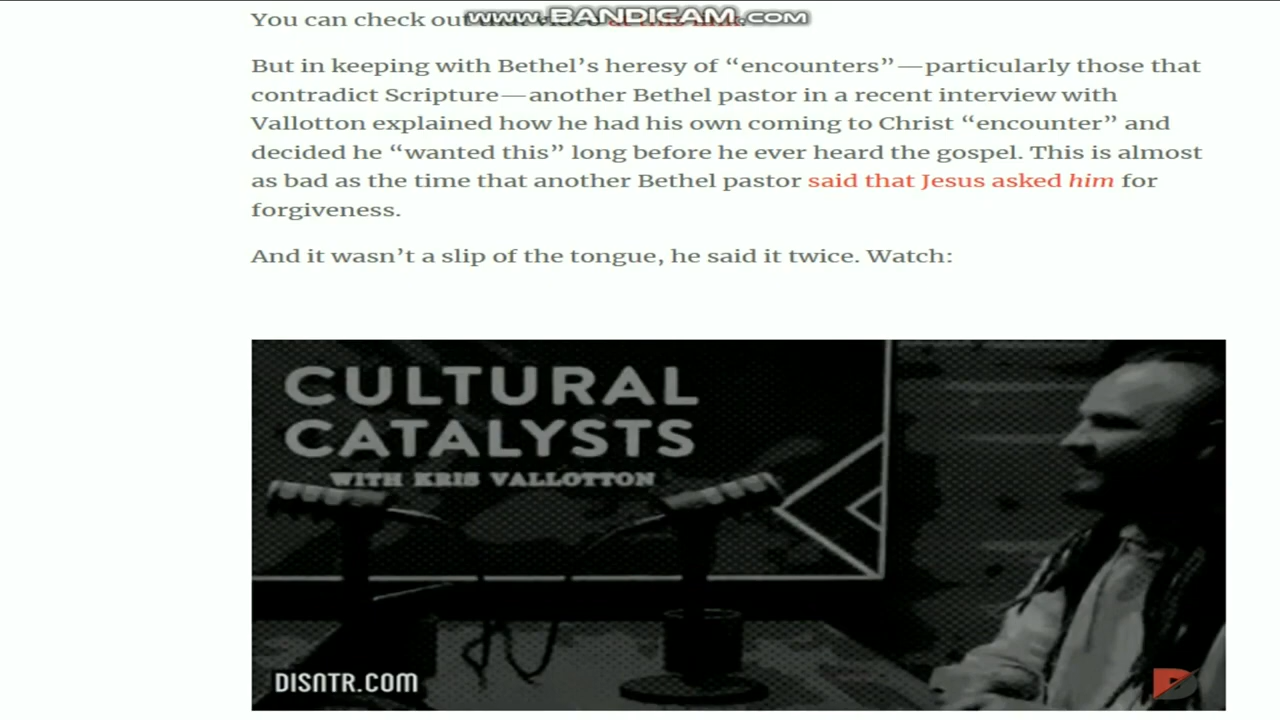 www.BANDICAM.com
You can check out
But in keeping with Bethel’s heresy of “encounters”—particularly those that
contradict Scripture—another Bethel pastor in a recent interview with
Vallotton explained how he had his own coming to Christ “encounter” and
decided he “wanted this” long before he ever heard the gospel. This is almost
as bad as the time that another Bethel pastor said that Jesus asked him for
forgiveness.
And it wasn’t a slip of the tongue, he said it twice. Watch:
CULTURAL
CATALYSTS
WITH KRIS VALLOTTON
DISNTR.COM
D